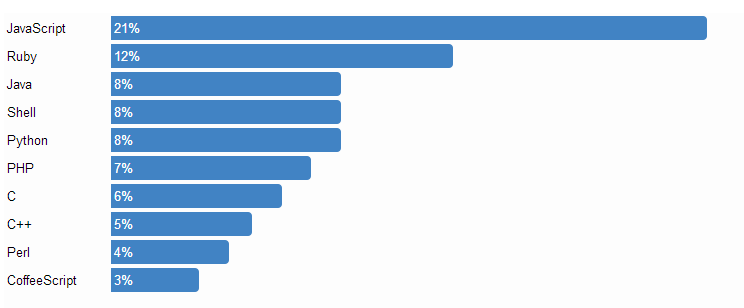 JavaScript 21%
Ruby 12%
Java 8%
Shell 8%
Python 8%
PHP 7%
C 6%
C++ 5%
Perl 4%
CoffeeScript 3%